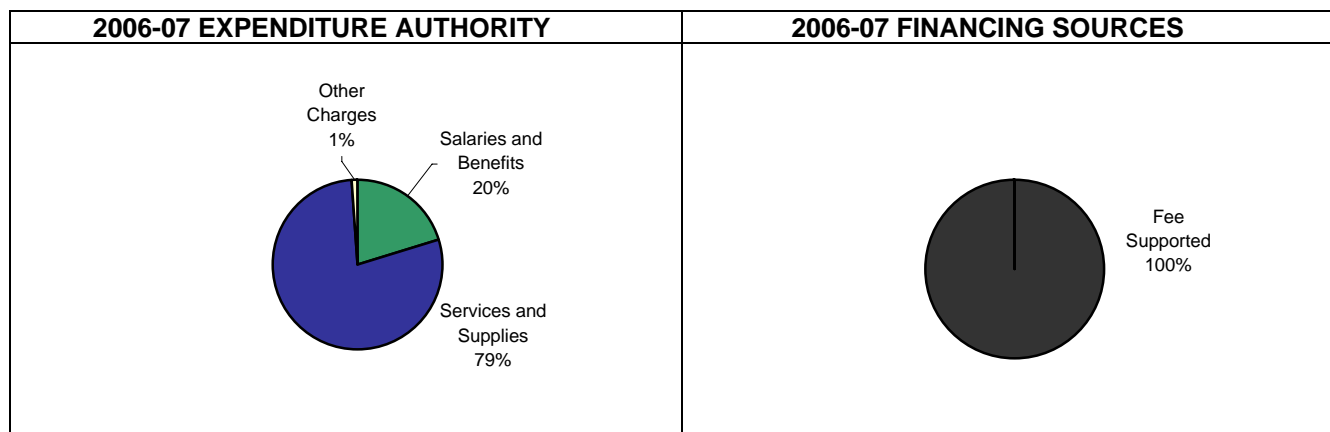 2006-07 EXPENDITURE AUTHORITY
2006-07 FINANCING SOURCES
Other
Charges
1%
Salaries and
Benefits
20%
Services and
Supplies
79%
Fee
Supported
100%